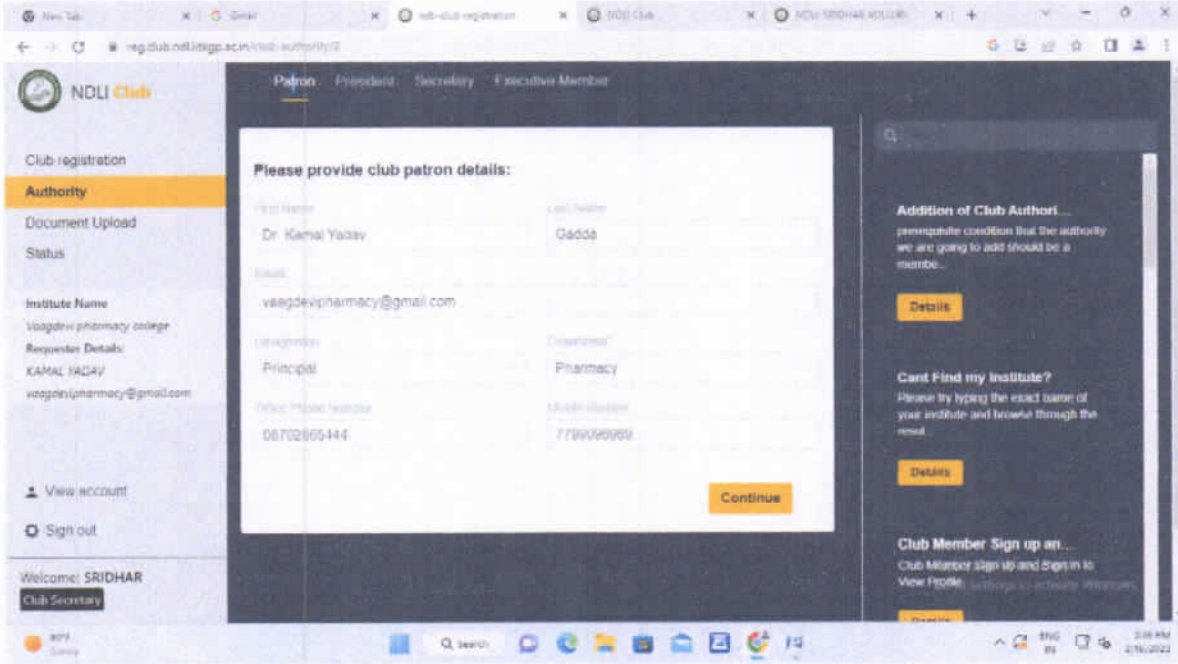 New Tab
Gmail
ndli-club-registration
NDLI Club
reg.club.ndl.iitkgp.ac.in/club-authority/2
NDLI Club
Patron President Secretary Executive Member
Club registration
Authority
Document Upload
Status
Institute Name
Vaagdevi pharmacy college
Requester Details:
KAMAL YADAV
vaagdevipharmacy@gmail.com
View account
Sign out
Welcome: SRIDHAR
Club Secretary
Please provide club patron details:
First Name Last Name
Dr. Kamal Yadav Gadda
Email
vaagdevipharmacy@gmail.com
Designation Department
Principal Pharmacy
Office Phone Number Mobile Number
08702665444
Continue
Addition of Club Authori...
prerequisite condition that the authority
we are going to add should be a
membe...
Details
Cant Find my Institute?
Please try typing the exact name of
your institute and browse through the
resul...
Details
Club Member Sign up an...
Club Member sign up and Sign in to
View Profile
Details
Search
ENG
IN